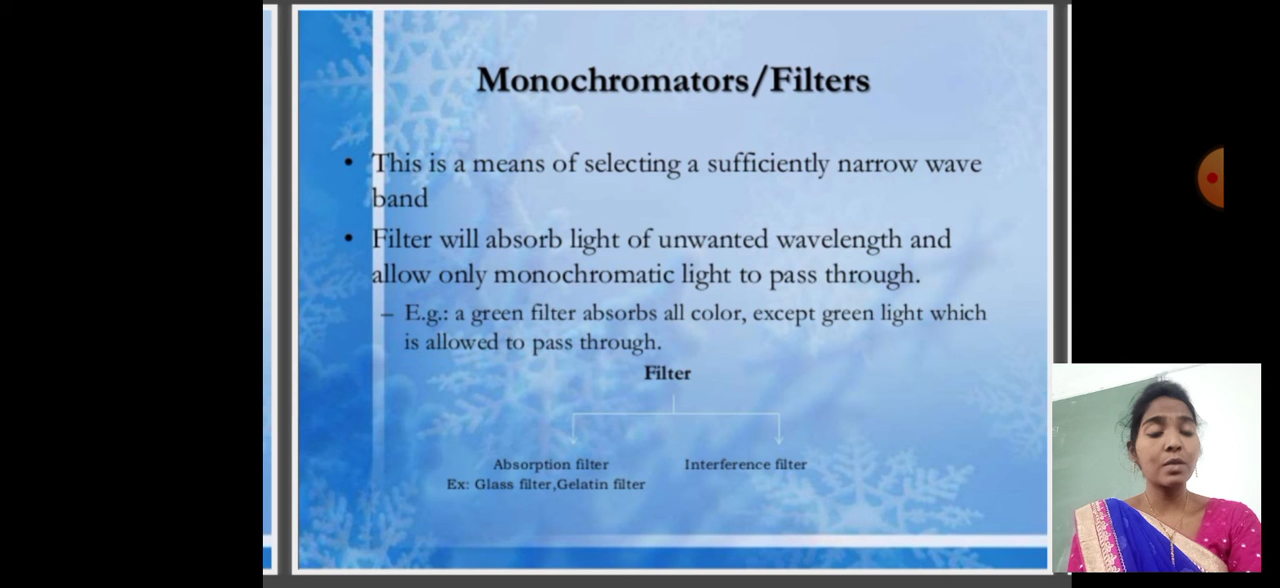 Monochromators/Filters
• This is a means of selecting a sufficiently narrow wave
band
• Filter will absorb light of unwanted wavelength and
allow only monochromatic light to pass through.
– E.g.: a green filter absorbs all color, except green light which
is allowed to pass through.
Filter
Absorption filter
Ex: Glass filter,Gelatin filter
Interference filter